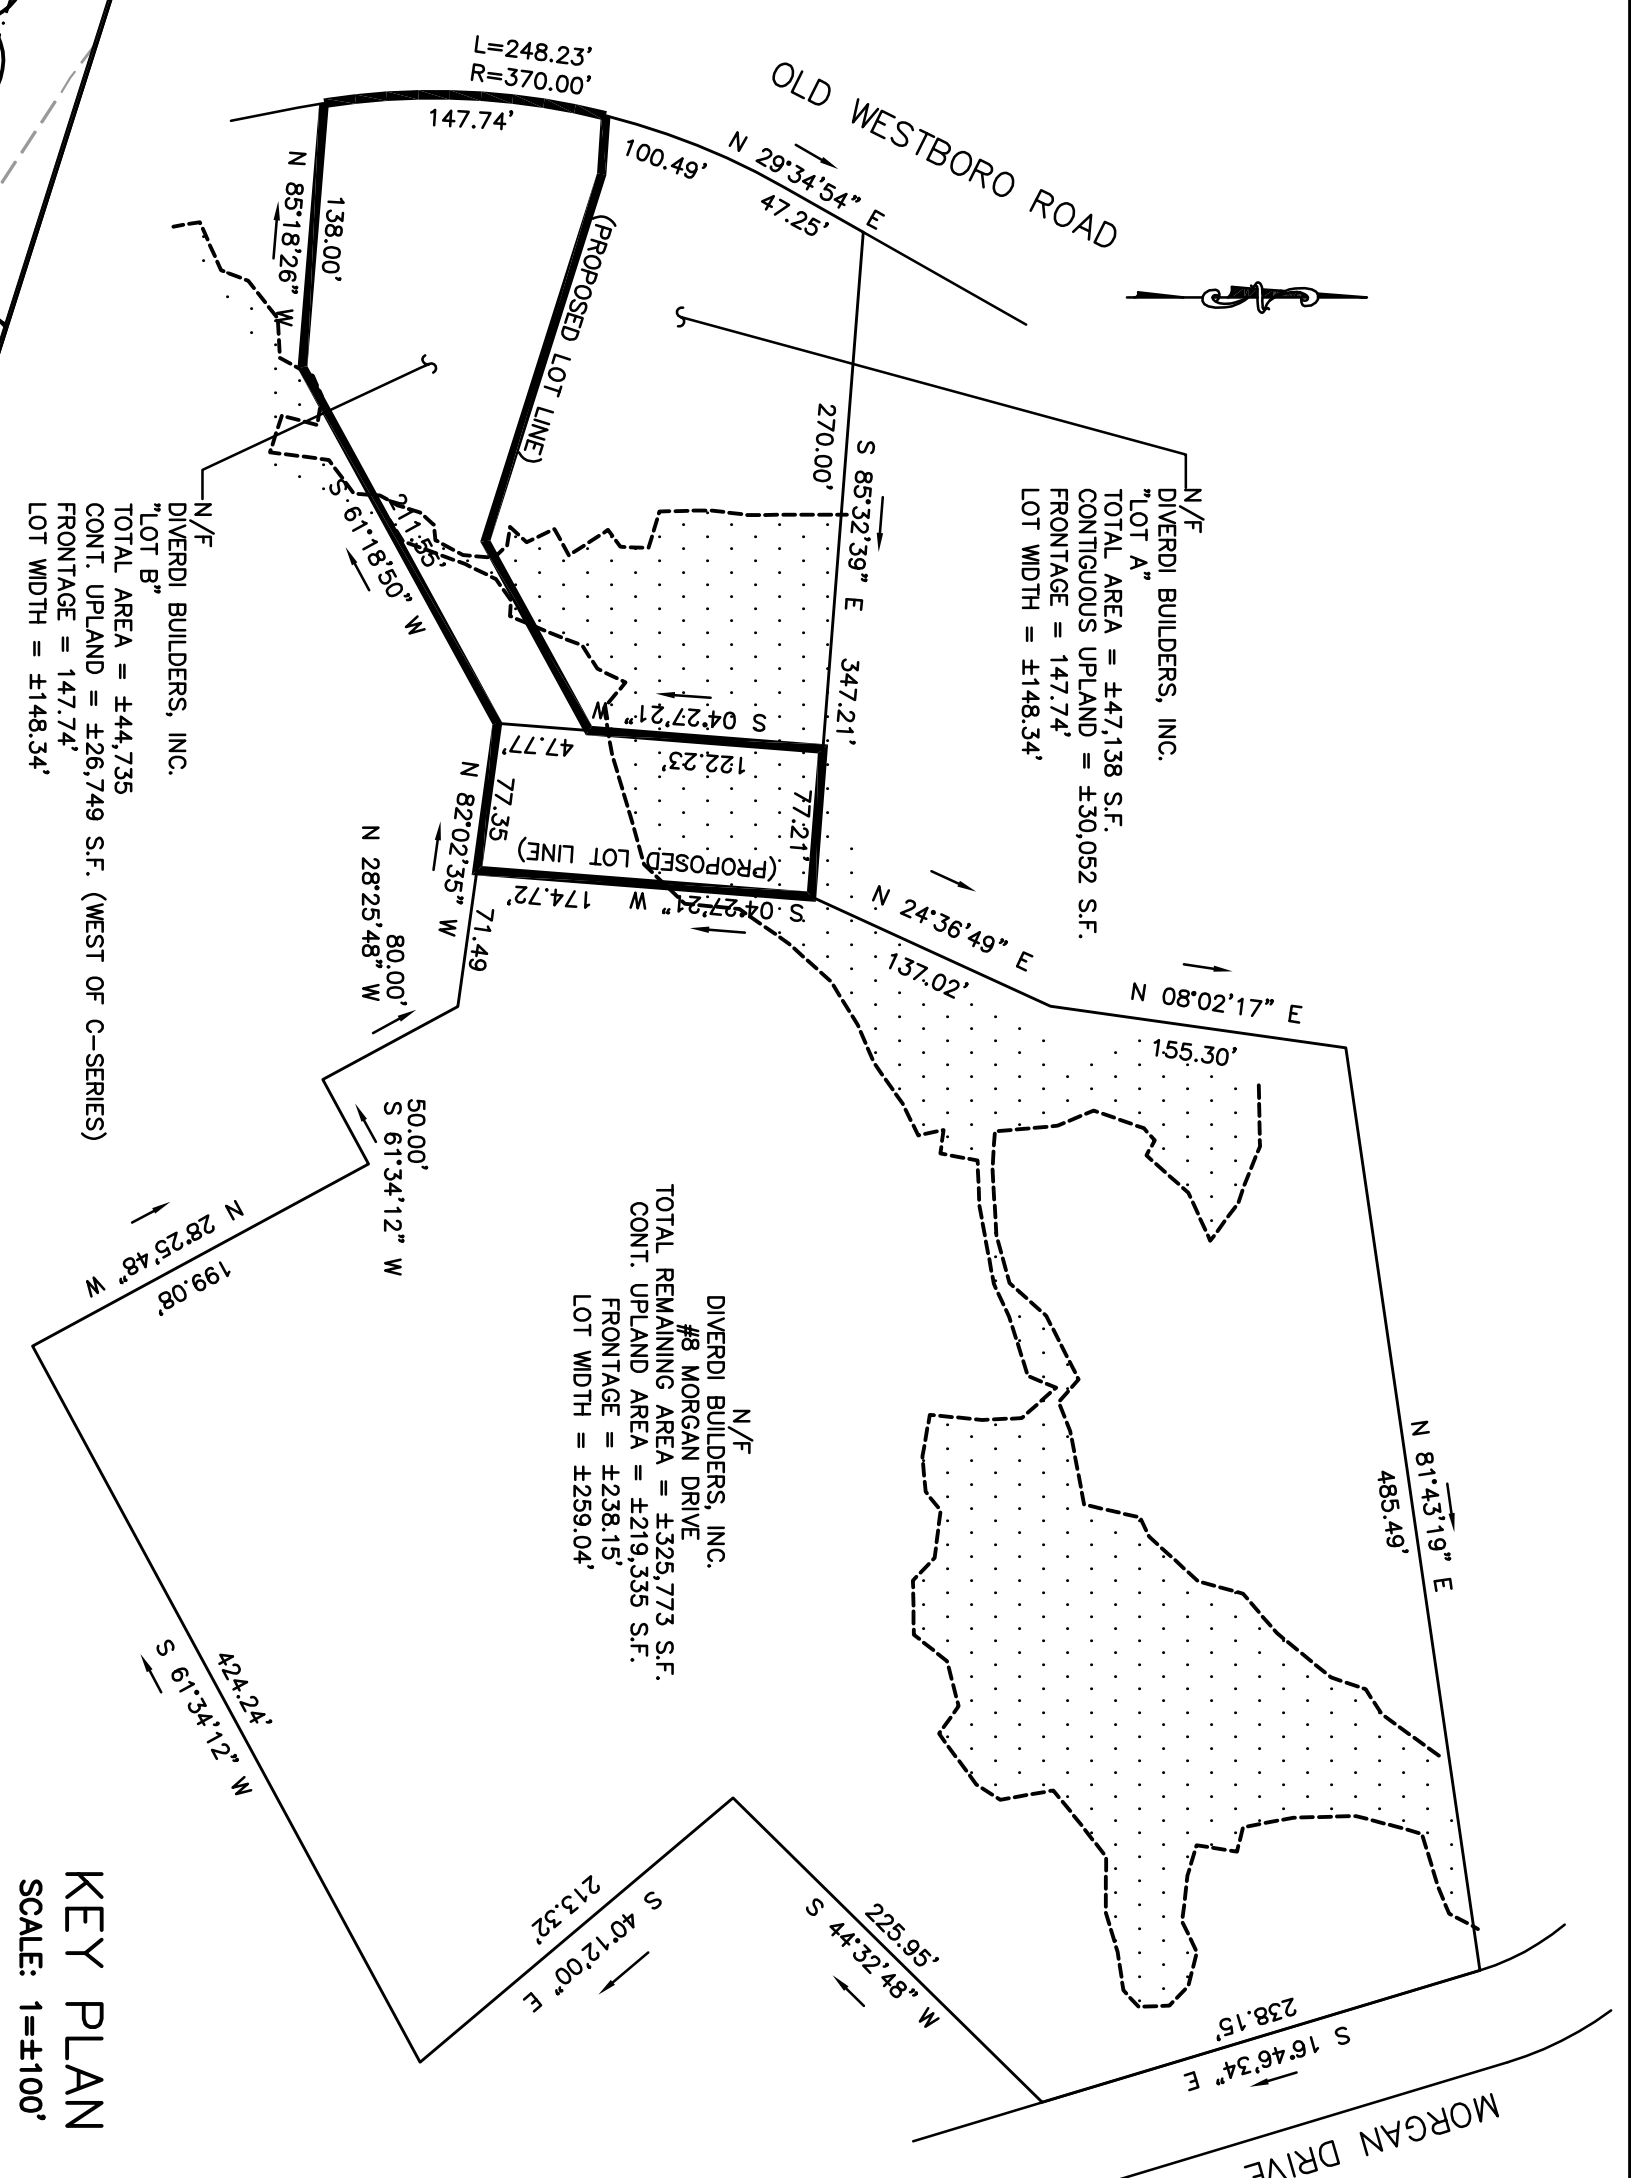 OLD WESTBORO ROAD
L=248.23'
R=370.00'
147.74'
100.49'
N 29°34'54" E
47.25'
138.00'
N 85°18'26" W
(PROPOSED LOT LINE)
270.00'
S 85°32'39" E 347.21'
N/F
DIVERDI BUILDERS, INC.
"LOT A"
TOTAL AREA = ±47,138 S.F.
CONTIGUOUS UPLAND = ±30,052 S.F.
FRONTAGE = 147.74'
LOT WIDTH = ±148.34'
211.55'
S 61°18'50" W
N/F
DIVERDI BUILDERS, INC.
"LOT B"
TOTAL AREA = ±44,735
CONT. UPLAND = ±26,749 S.F. (WEST OF C-SERIES)
FRONTAGE = 147.74'
LOT WIDTH = ±148.34'
S 04°27'21" W
47.77'
122.23'
77.21'
77.35
N 82°02'35" W
71.49
(PROPOSED LOT LINE)
S 04°27'21" W 174.72'
N 24°36'49" E
137.02'
N 08°02'17" E
155.30'
80.00'
N 28°25'48" W
50.00'
S 61°34'12" W
N 28°25'48" W
199.08'
N/F
DIVERDI BUILDERS, INC.
#8 MORGAN DRIVE
TOTAL REMAINING AREA = ±325,773 S.F.
CONT. UPLAND AREA = ±219,335 S.F.
FRONTAGE = ±238.15'
LOT WIDTH = ±259.04'
N 81°43'19" E
485.49'
424.24'
S 61°34'12" W
213.32'
S 40°12'00" E
225.95'
S 44°32'48" W
238.15'
S 16°46'34" E
MORGAN DRIVE
KEY PLAN
SCALE: 1=±100'